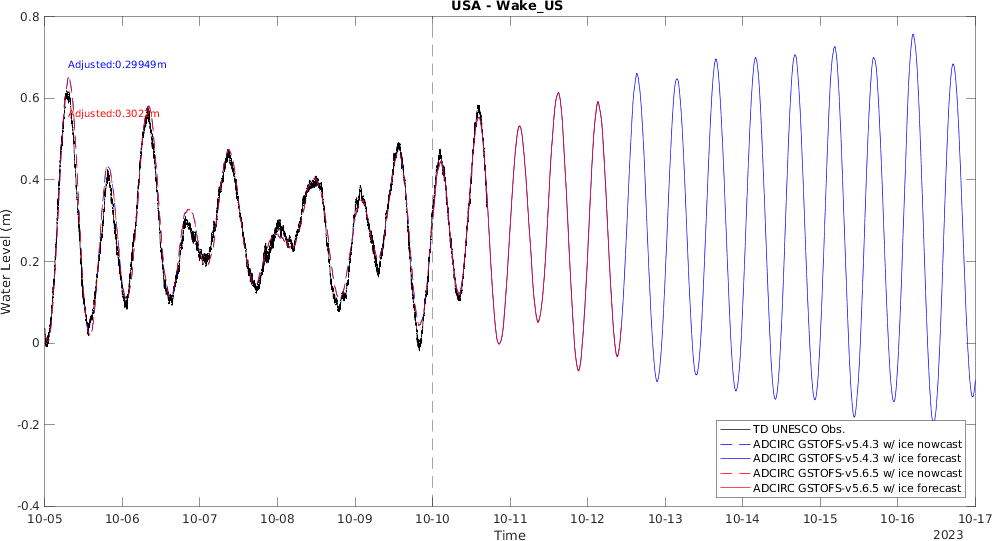 USA - Wake_US
0.8
0.6
0.4
0.2
0
-0.2
-0.4
Water Level (m)
Adjusted:0.29949m
TD UNESCO Obs.
ADCIRC GSTOFS-v5.4.3 w/ ice nowcast
ADCIRC GSTOFS-v5.4.3 w/ ice forecast
ADCIRC GSTOFS-v5.6.5 w/ ice nowcast
ADCIRC GSTOFS-v5.6.5 w/ ice forecast
10-05 10-06 10-07 10-08 10-09 10-10 10-11 10-12 10-13 10-14 10-15 10-16 10-17
Time
2023